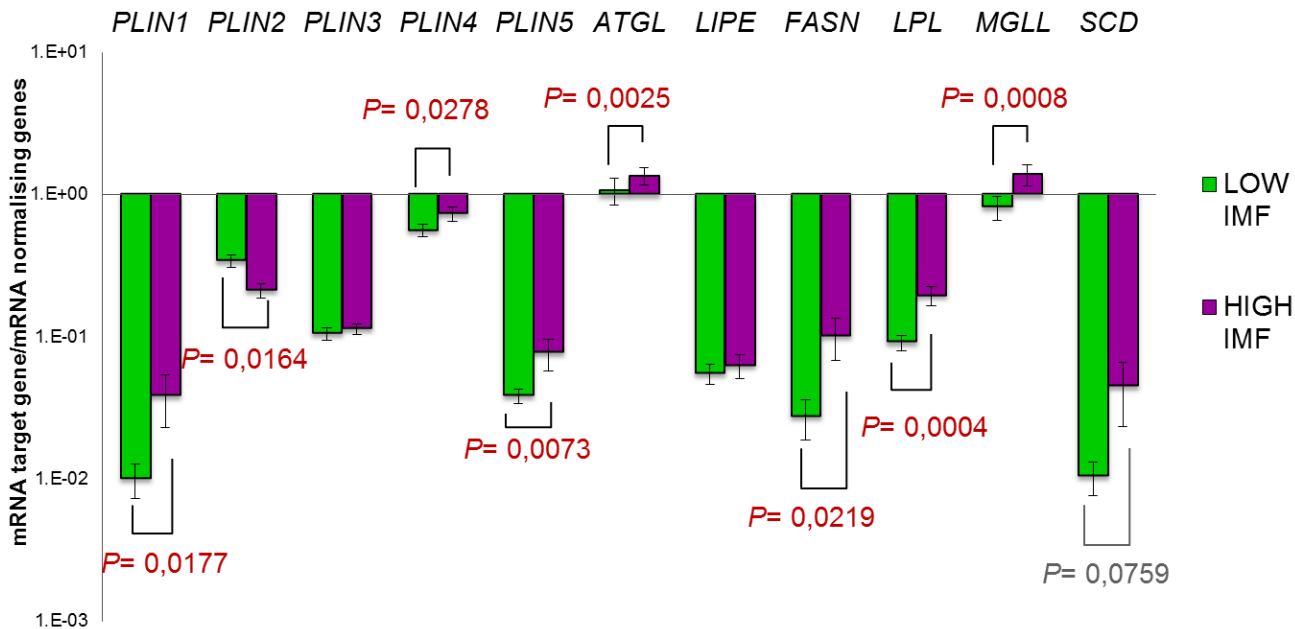 PLIN1 PLIN2 PLIN3 PLIN4 PLIN5 ATGL LIPE FASN LPL MGLL SCD
mRNA target gene/mRNA normalising genes
1.E+01
1.E+00
1.E-01
1.E-02
1.E-03
P= 0,0177
P= 0,0164
P= 0,0278
P= 0,0073
P= 0,0025
P= 0,0219
P= 0,0004
P= 0,0008
P= 0,0759
LOW
IMF
HIGH
IMF